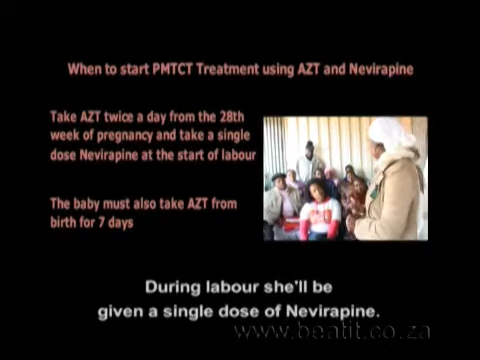 When to start PMTCT Treatment using AZT and Nevirapine
Take AZT twice a day from the 28th
week of pregnancy and take a single
dose Nevirapine at the start of labour
The baby must also take AZT from
birth for 7 days
During labour she'll be
given a single dose of Nevirapine.
www.beatit.co.za